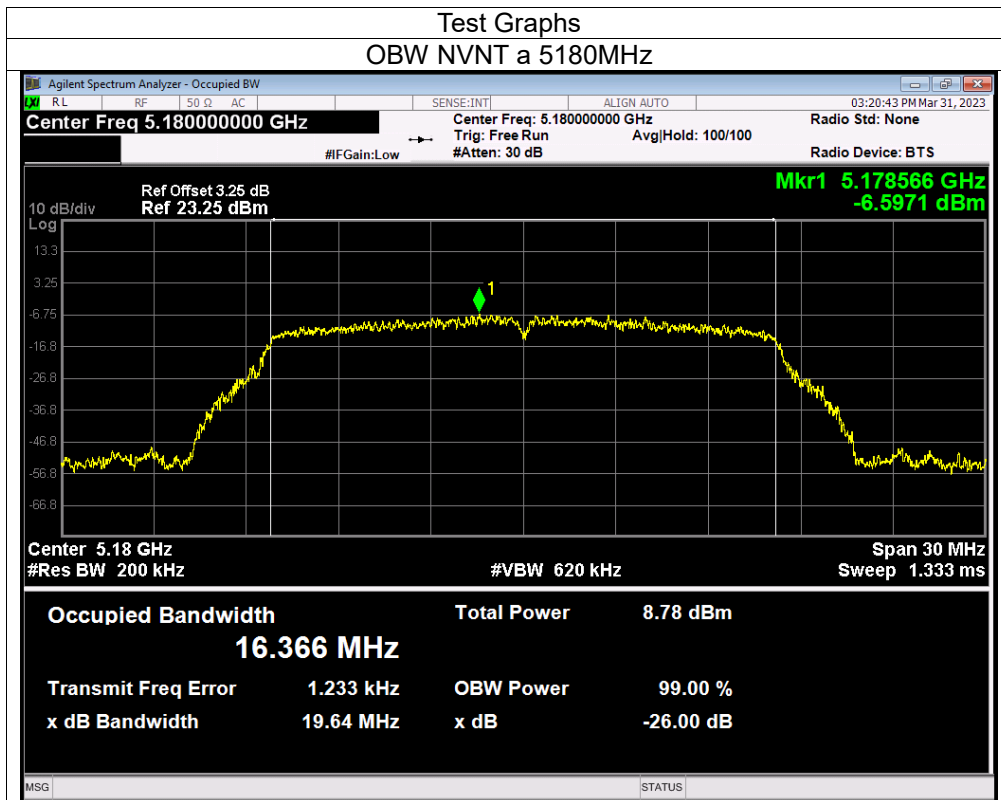 Test Graphs
OBW NVNT a 5180MHz
Agilent Spectrum Analyzer - Occupied BW
LXI RL RF 50 Ω AC SENSE:INT ALIGN AUTO 03:20:43 PM Mar 31, 2023
Center Freq 5.180000000 GHz Center Freq: 5.180000000 GHz Radio Std: None
Trig: Free Run Avg|Hold: 100/100
#IFGain:Low #Atten: 30 dB Radio Device: BTS
Mkr1 5.178566 GHz
-6.5971 dBm
Ref Offset 3.25 dB
10 dB/div Ref 23.25 dBm
Log
13.3
3.25
1
-6.75
-16.8
-26.8
-36.8
-46.8
-56.8
-66.8
Center 5.18 GHz Span 30 MHz
#Res BW 200 kHz #VBW 620 kHz Sweep 1.333 ms
Occupied Bandwidth Total Power 8.78 dBm
16.366 MHz
Transmit Freq Error 1.233 kHz OBW Power 99.00 %
x dB Bandwidth 19.64 MHz x dB -26.00 dB
MSG STATUS